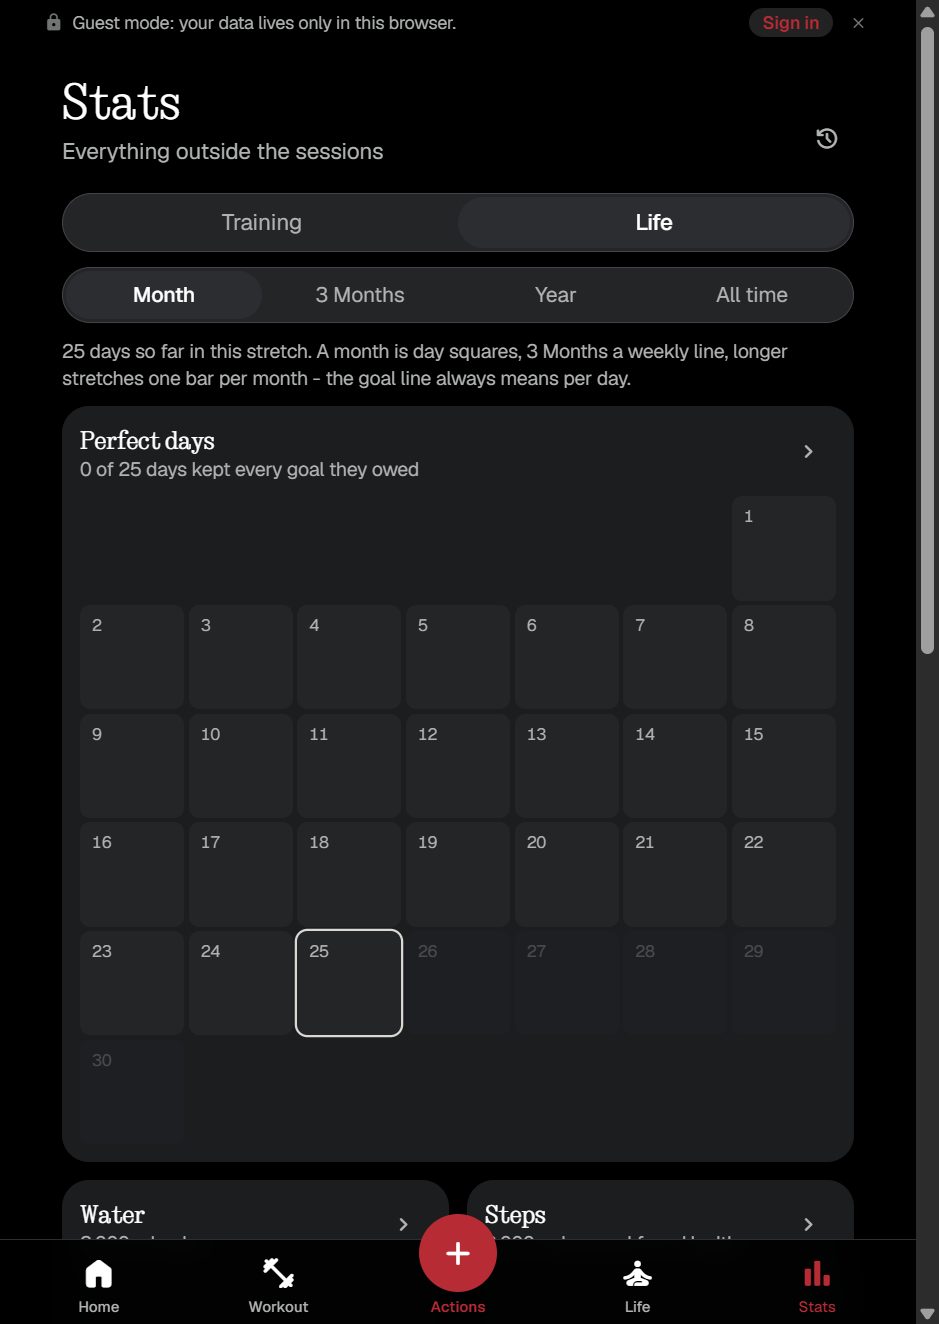 Guest mode: your data lives only in this browser.
Sign in
Stats
Everything outside the sessions
Training
Life
Month
3 Months
Year
All time
25 days so far in this stretch. A month is day squares, 3 Months a weekly line, longer
stretches one bar per month - the goal line always means per day.
Perfect days
0 of 25 days kept every goal they owed
1
2 3 4 5 6 7 8
9 10 11 12 13 14 15
16 17 18 19 20 21 22
23 24 25 26 27 28 29
30
Water
Steps
Home
Workout
Actions
Life
Stats